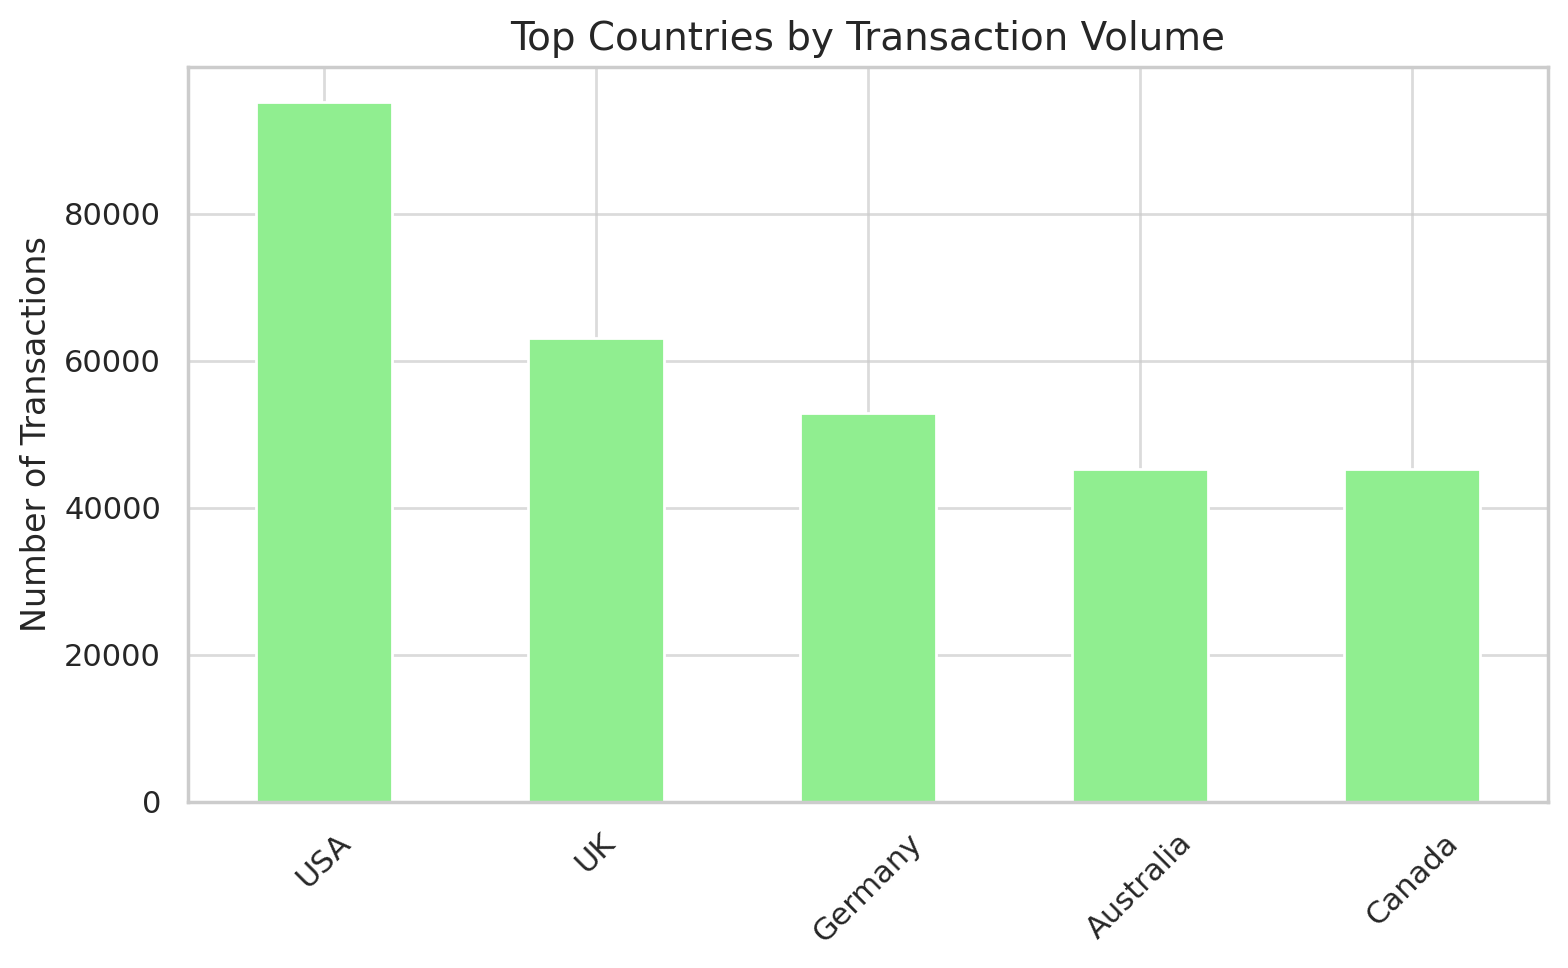 Top Countries by Transaction Volume
Number of Transactions
80000
60000
40000
20000
0
USA
UK
Germany
Australia
Canada